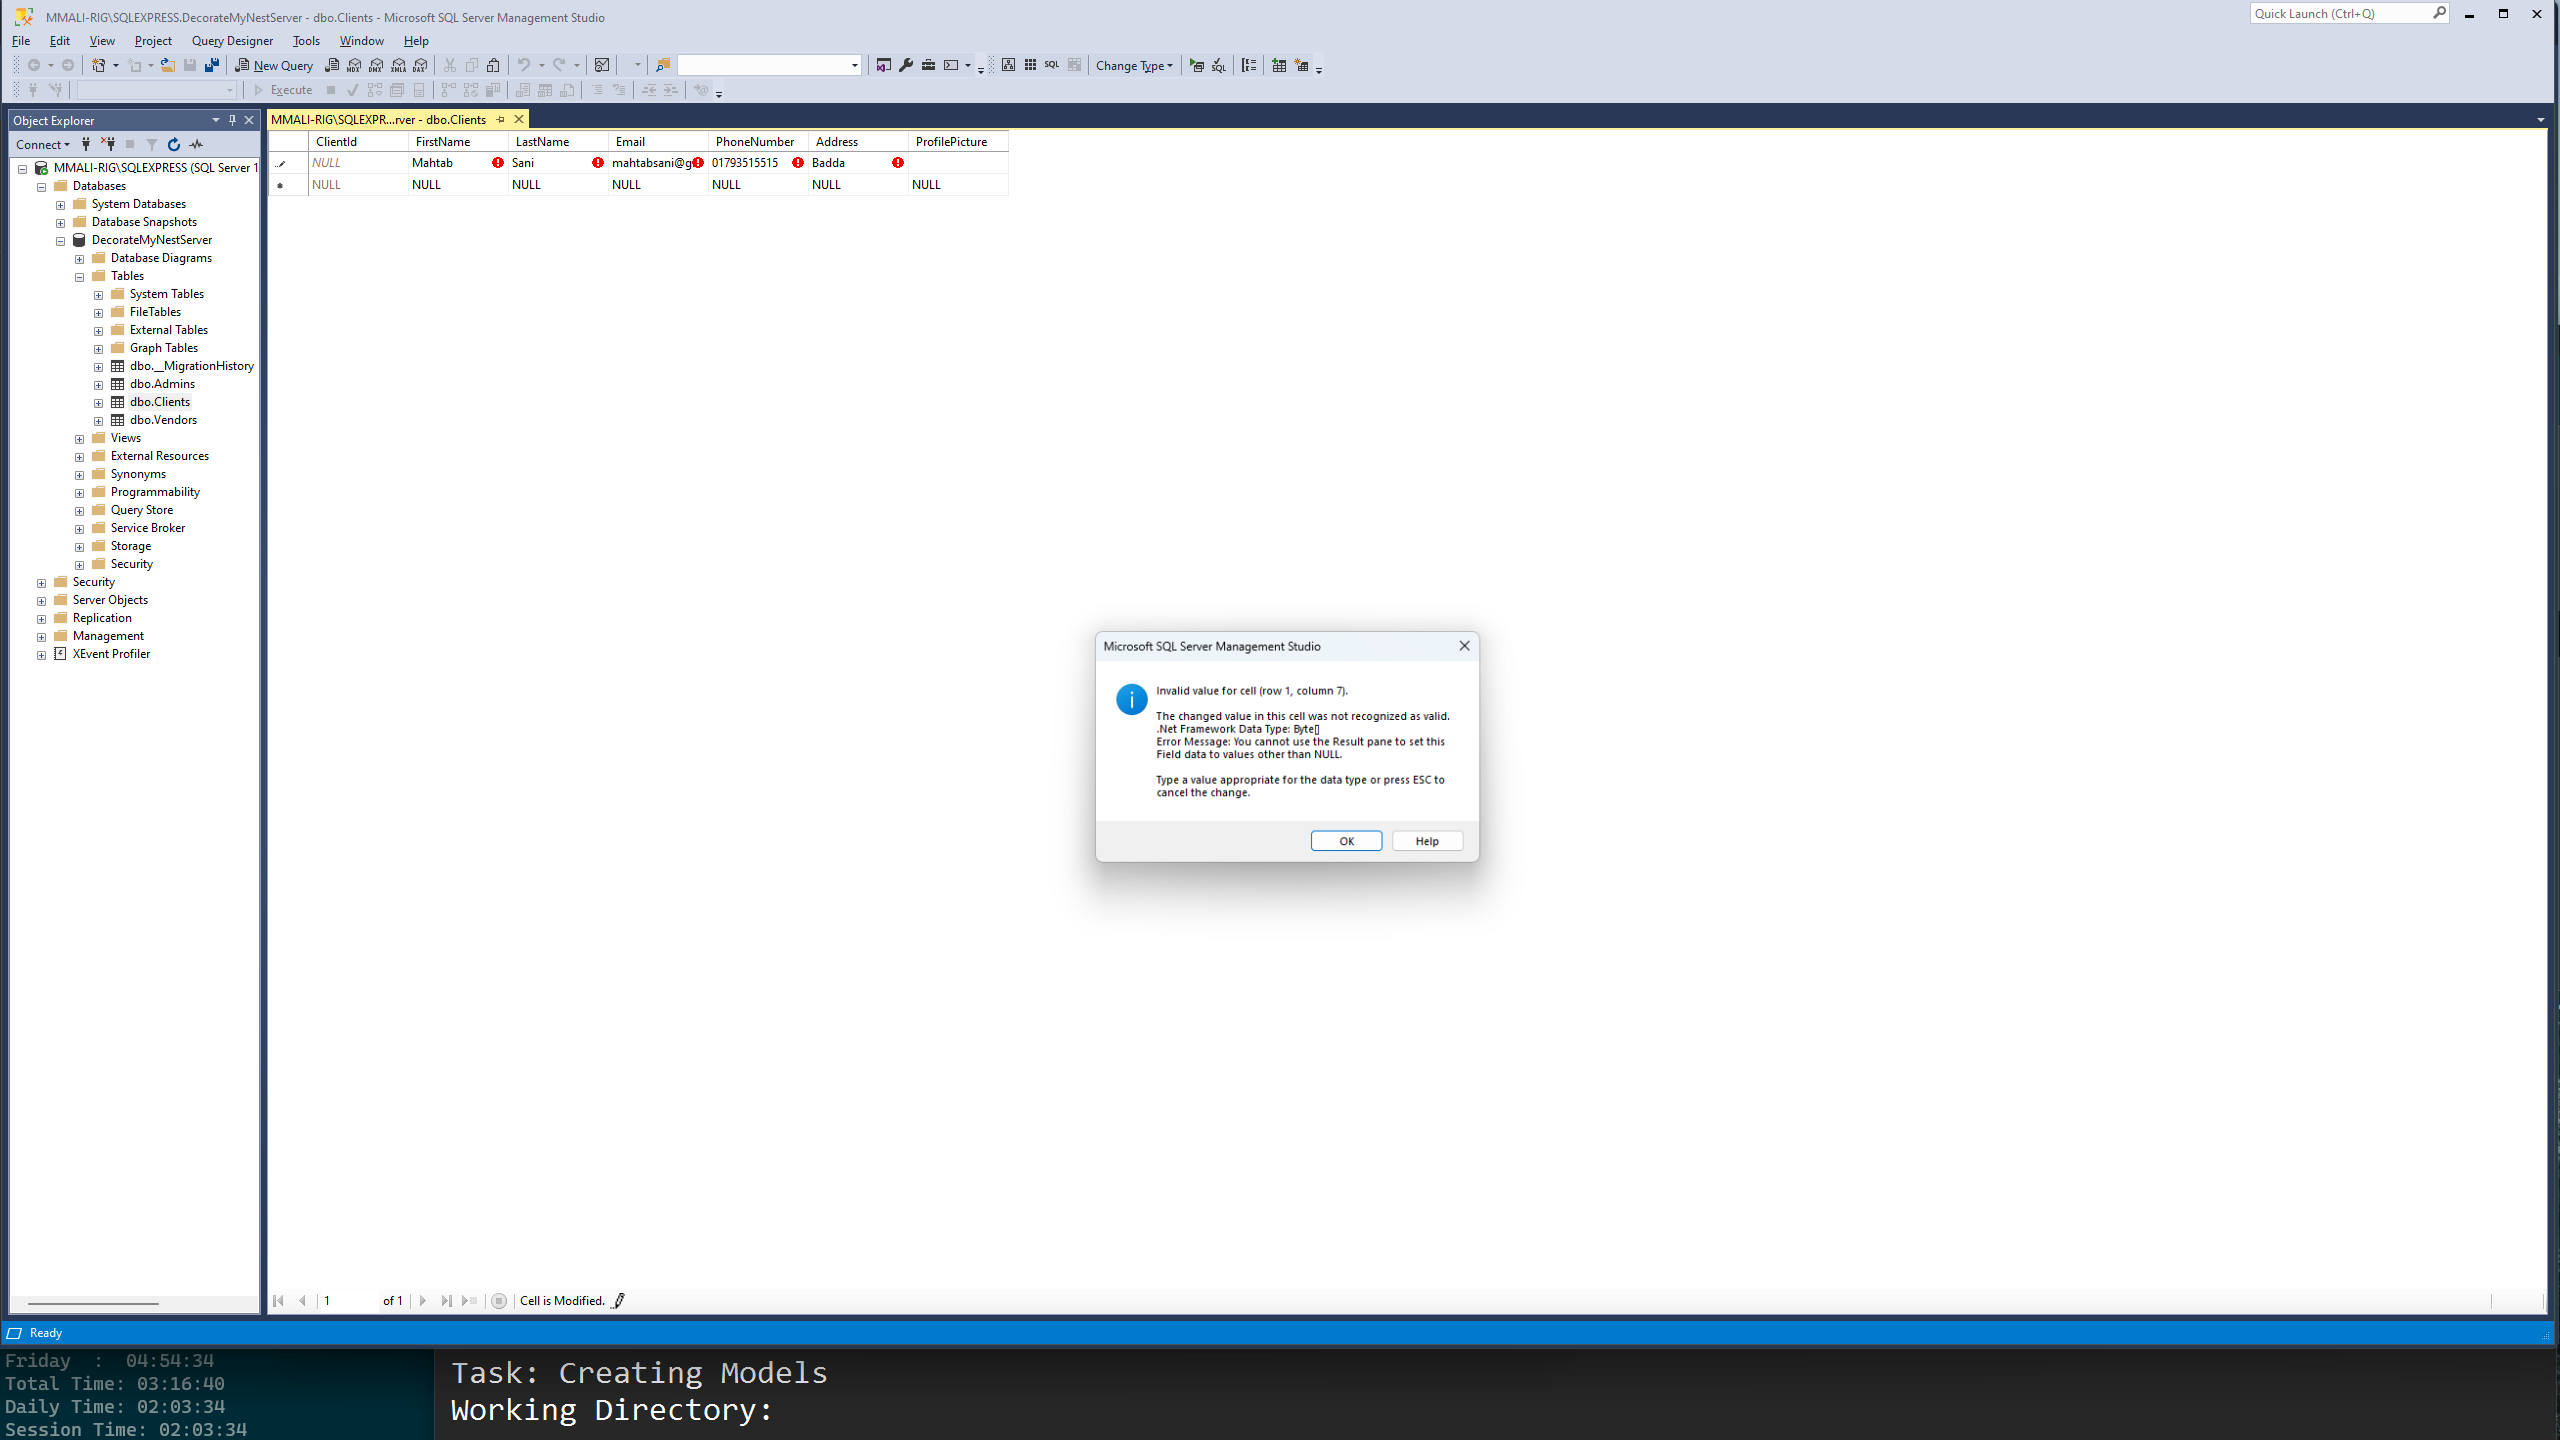 MMALI-RIG\SQLEXPRESS.DecorateMyNestServer - dbo.Clients - Microsoft SQL Server Management Studio
Quick Launch (Ctrl+Q)
File Edit View Project Query Designer Tools Window Help
New Query MDX DMX XMLA DAX SQL Change Type SQL
Execute
Object Explorer
Connect
MMALI-RIG\SQLEXPRESS (SQL Server 1
Databases
System Databases
Database Snapshots
DecorateMyNestServer
Database Diagrams
Tables
System Tables
FileTables
External Tables
Graph Tables
dbo.__MigrationHistory
dbo.Admins
dbo.Clients
dbo.Vendors
Views
External Resources
Synonyms
Programmability
Query Store
Service Broker
Storage
Security
Security
Server Objects
Replication
Management
XEvent Profiler
MMALI-RIG\SQLEXPR...rver - dbo.Clients
ClientId FirstName LastName Email PhoneNumber Address ProfilePicture
NULL Mahtab Sani mahtabsani@g 01793515515 Badda
NULL NULL NULL NULL NULL NULL NULL
Microsoft SQL Server Management Studio
Invalid value for cell (row 1, column 7).
The changed value in this cell was not recognized as valid.
.Net Framework Data Type: Byte[]
Error Message: You cannot use the Result pane to set this
Field data to values other than NULL.
Type a value appropriate for the data type or press ESC to
cancel the change.
OK Help
1 of 1 Cell is Modified.
Ready
Friday : 04:54:34
Total Time: 03:16:40
Daily Time: 02:03:34
Session Time: 02:03:34
Task: Creating Models
Working Directory: